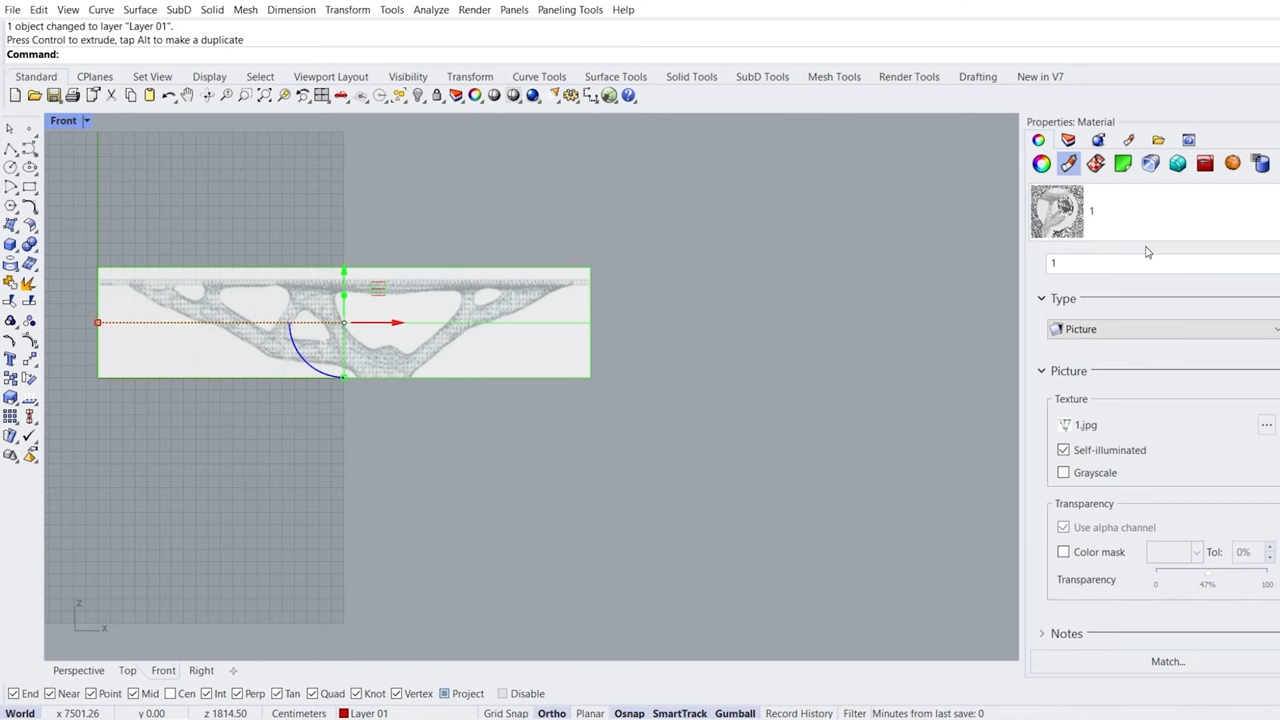 File Edit View Curve Surface SubD Solid Mesh Dimension Transform Tools Analyze Render Panels Paneling Tools Help
1 object changed to layer "Layer 01".
Press Control to extrude, tap Alt to make a duplicate
Command:
Standard CPlanes Set View Display Select Viewport Layout Visibility Transform Curve Tools Surface Tools Solid Tools SubD Tools Mesh Tools Render Tools Drafting New in V7
Front
Properties: Material
1
1
Type
Picture
Picture
Texture
1.jpg
...
Self-illuminated
Grayscale
Transparency
Use alpha channel
Color mask Tol: 0%
Transparency 0 47% 100
Notes
Match...
z
x
Perspective Top Front Right
End Near Point Mid Cen Int Perp Tan Quad Knot Vertex Project Disable
World x 7501.26 y 0.00 z 1814.50 Centimeters Layer 01 Grid Snap Ortho Planar Osnap SmartTrack Gumball Record History Filter Minutes from last save: 0